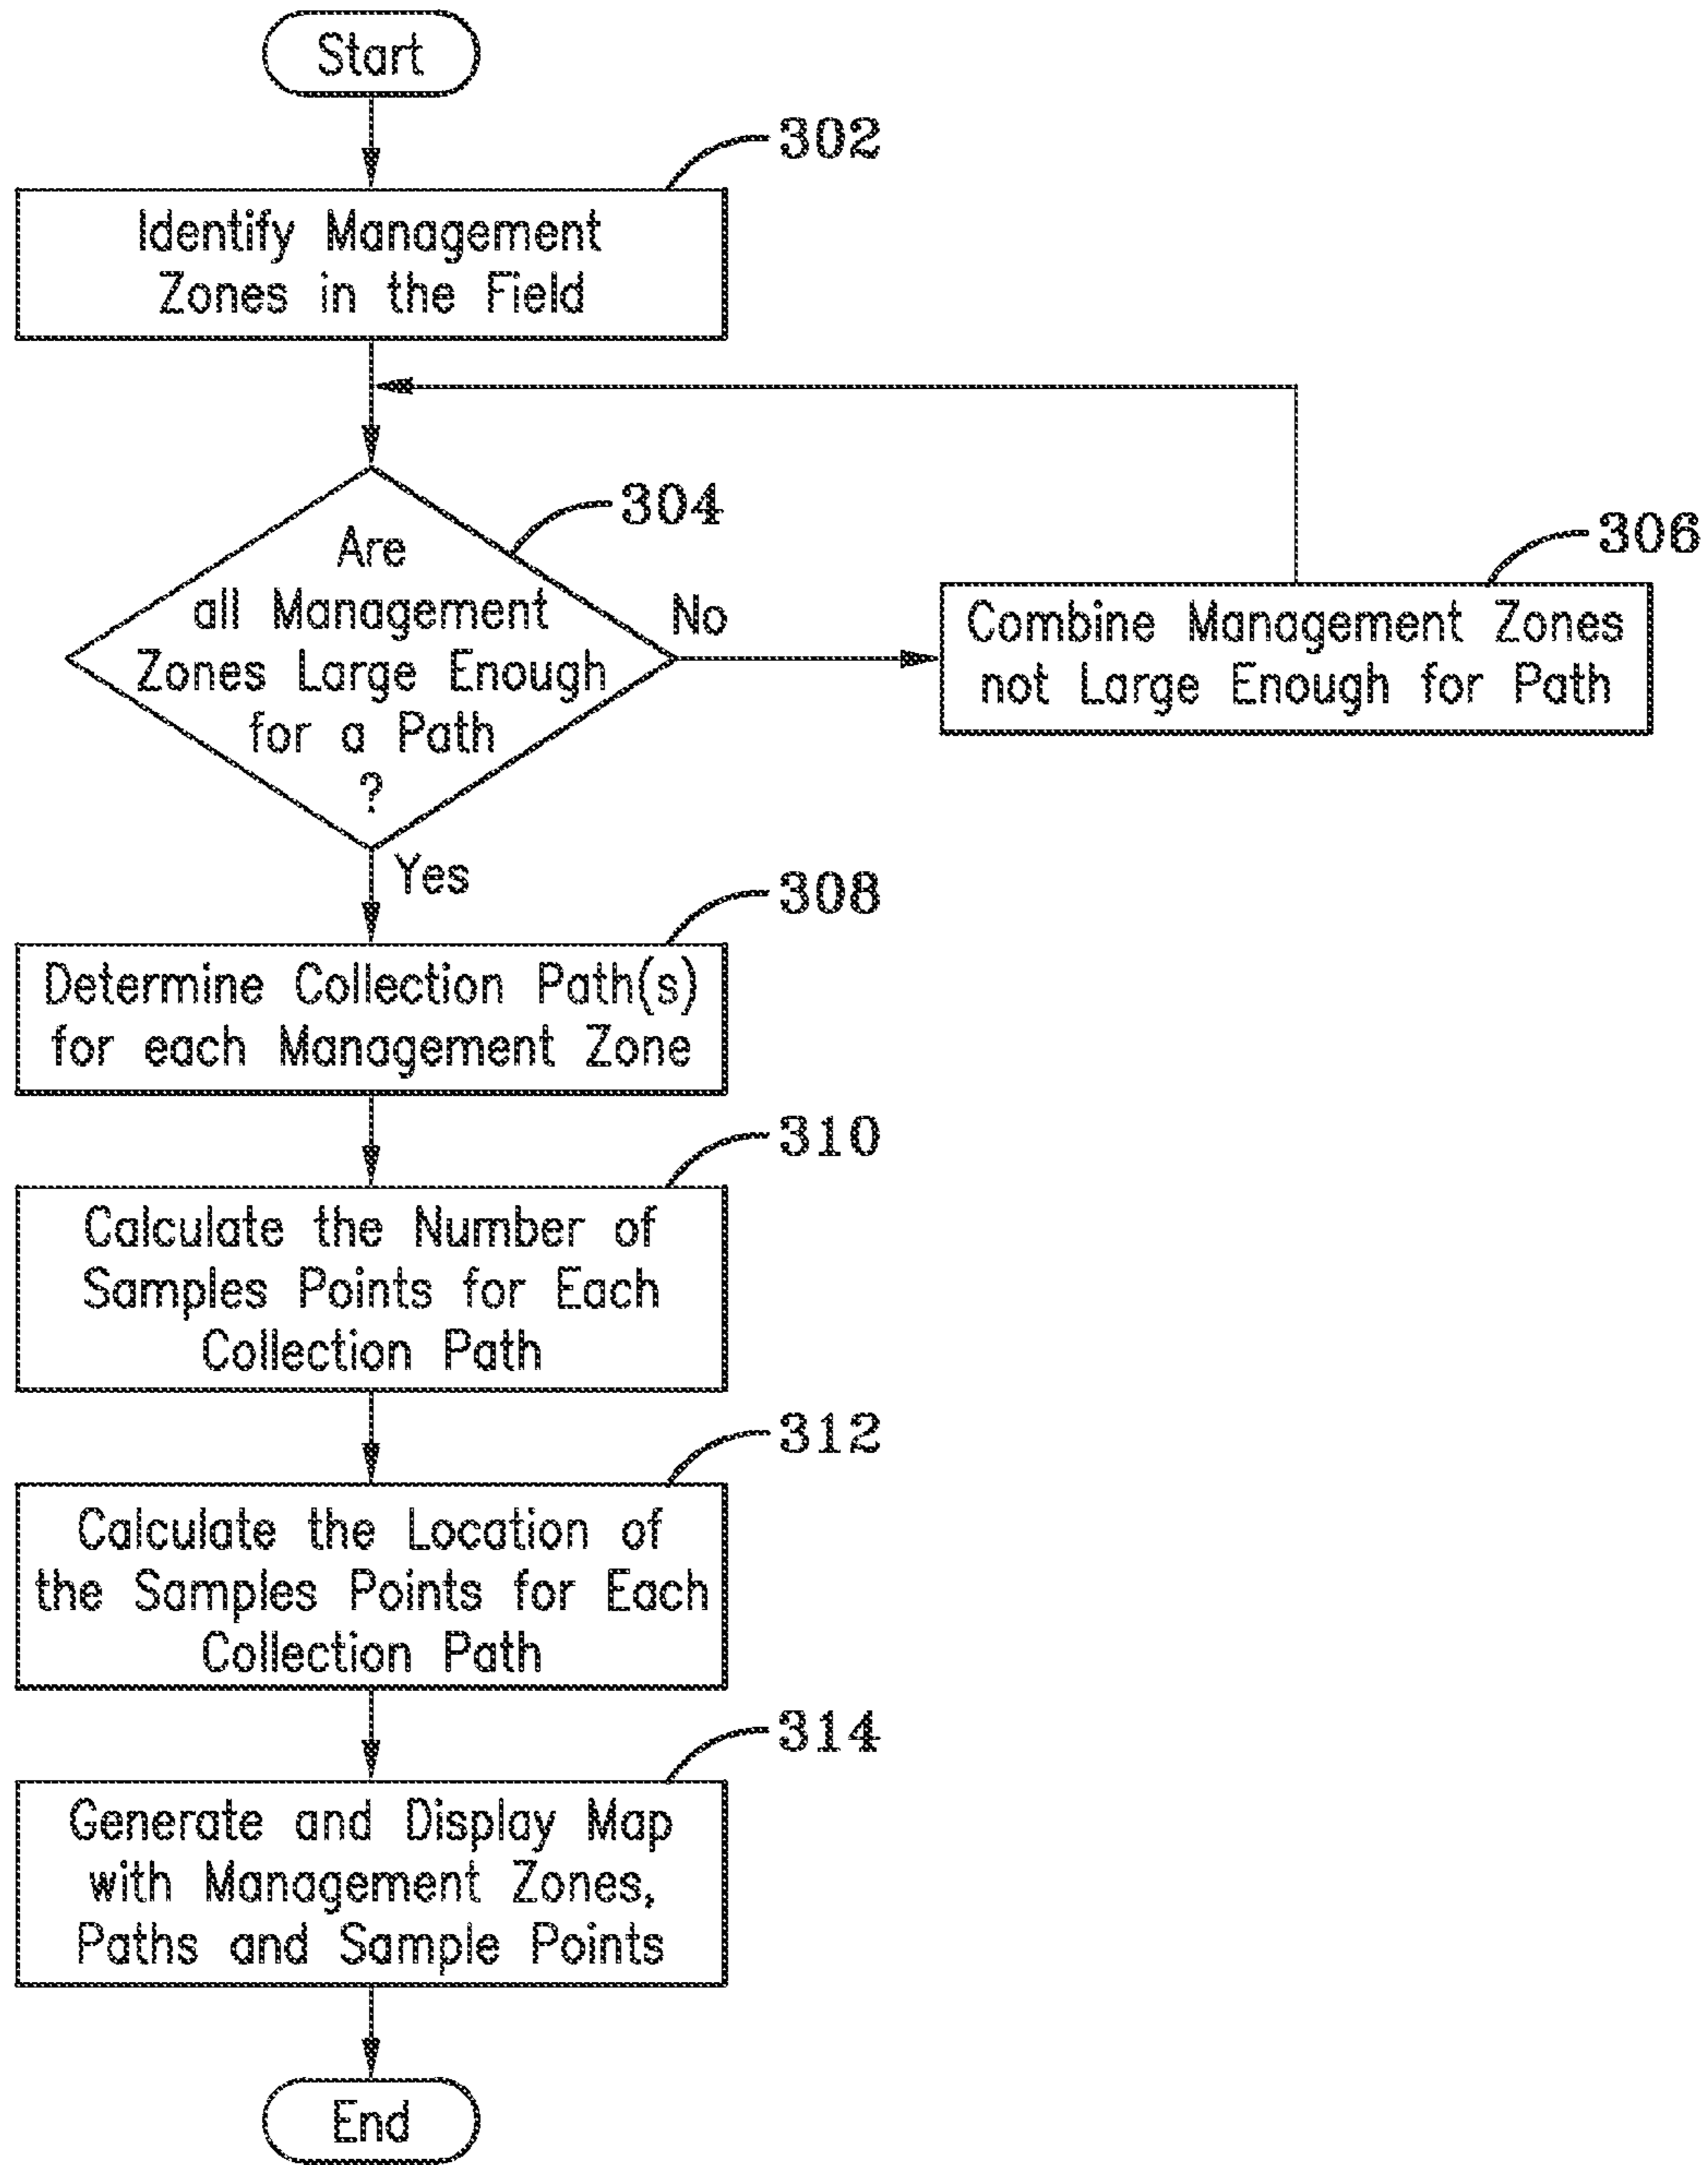 Start
302
Identify Management
Zones in the Field
304
Are
all Management
Zones Large Enough
for a Path
?
No
306
Combine Management Zones
not Large Enough for Path
Yes
308
Determine Collection Path(s)
for each Management Zone
310
Calculate the Number of
Samples Points for Each
Collection Path
312
Calculate the Location of
the Samples Points for Each
Collection Path
314
Generate and Display Map
with Management Zones,
Paths and Sample Points
End